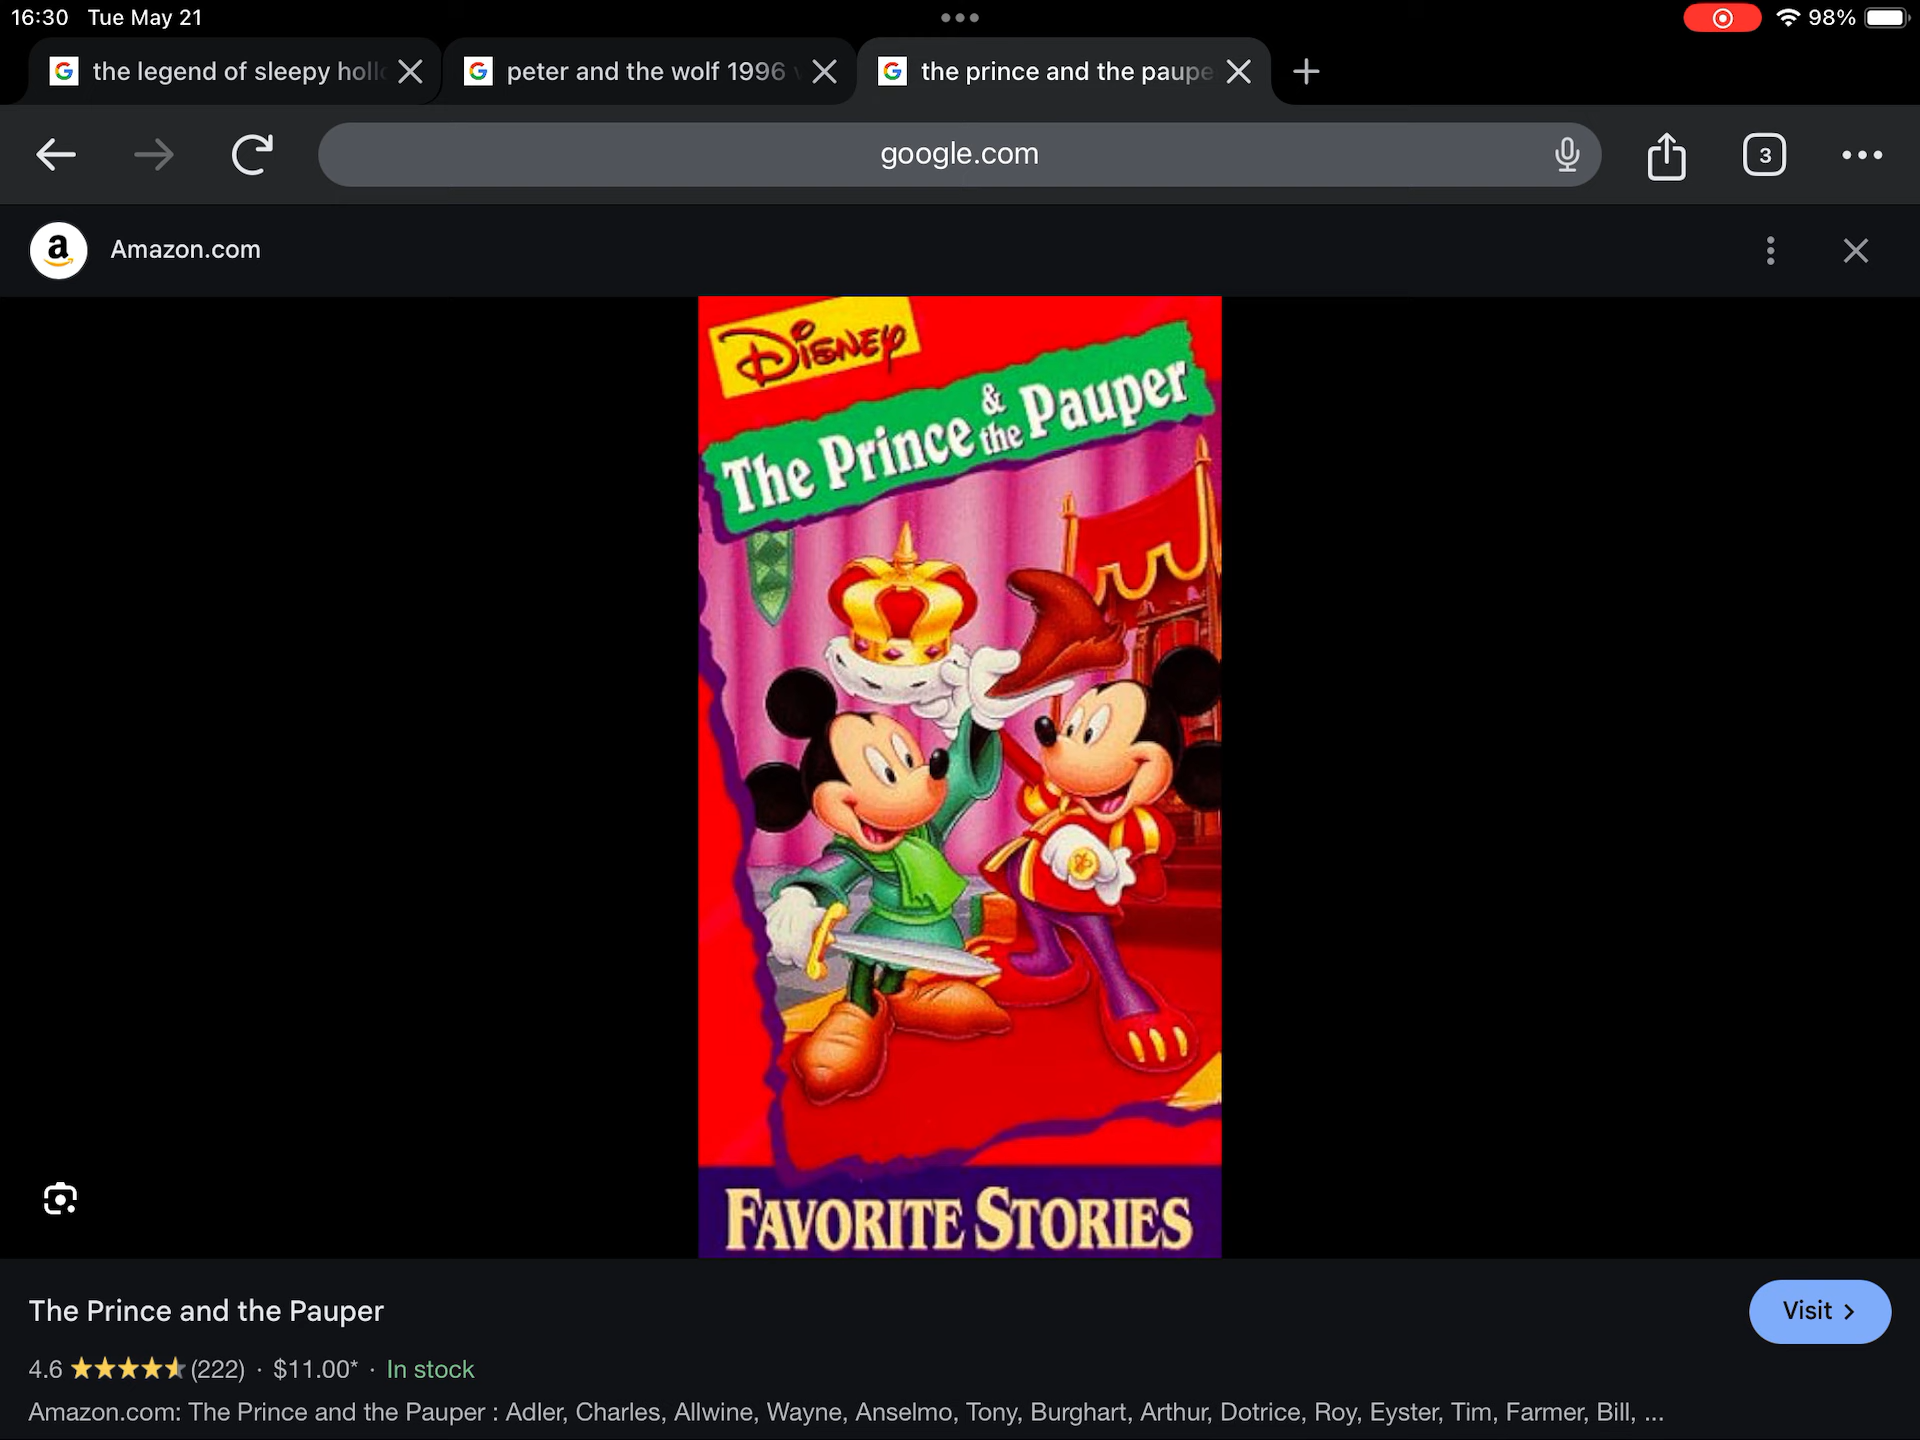 16:30 Tue May 21
98%
the legend of sleepy hollo
peter and the wolf 1996 v
the prince and the paupe
google.com
3
a
Amazon.com
Disney
The Prince & the Pauper
Favorite Stories
The Prince and the Pauper
Visit
4.6 (222) · $11.00* · In stock
Amazon.com: The Prince and the Pauper : Adler, Charles, Allwine, Wayne, Anselmo, Tony, Burghart, Arthur, Dotrice, Roy, Eyster, Tim, Farmer, Bill, ...